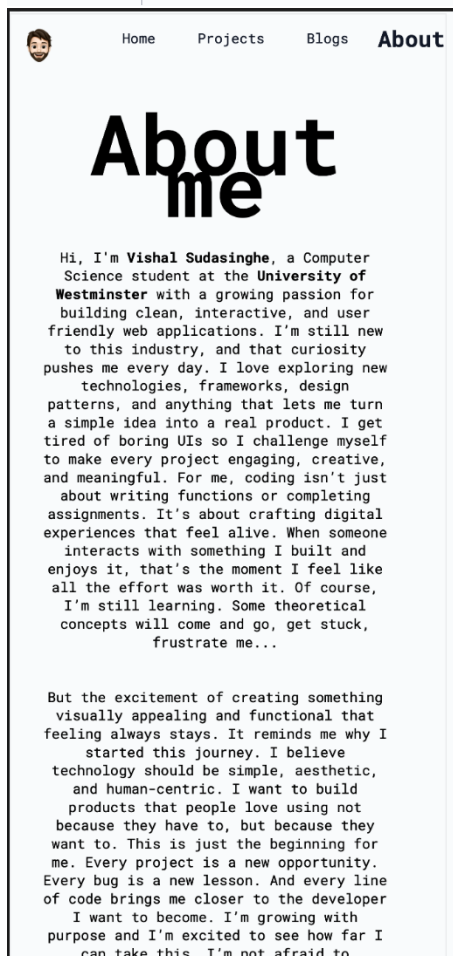 Home Projects Blogs About
About
me
Hi, I'm Vishal Sudasinghe, a Computer
Science student at the University of
Westminster with a growing passion for
building clean, interactive, and user
friendly web applications. I’m still new
to this industry, and that curiosity
pushes me every day. I love exploring new
technologies, frameworks, design
patterns, and anything that lets me turn
a simple idea into a real product. I get
tired of boring UIs so I challenge myself
to make every project engaging, creative,
and meaningful. For me, coding isn’t just
about writing functions or completing
assignments. It’s about crafting digital
experiences that feel alive. When someone
interacts with something I built and
enjoys it, that’s the moment I feel like
all the effort was worth it. Of course,
I’m still learning. Some theoretical
concepts will come and go, get stuck,
frustrate me...
But the excitement of creating something
visually appealing and functional that
feeling always stays. It reminds me why I
started this journey. I believe
technology should be simple, aesthetic,
and human-centric. I want to build
products that people love using not
because they have to, but because they
want to. This is just the beginning for
me. Every project is a new opportunity.
Every bug is a new lesson. And every line
of code brings me closer to the developer
I want to become. I’m growing with
purpose and I’m excited to see how far I
can take this. I’m not afraid to